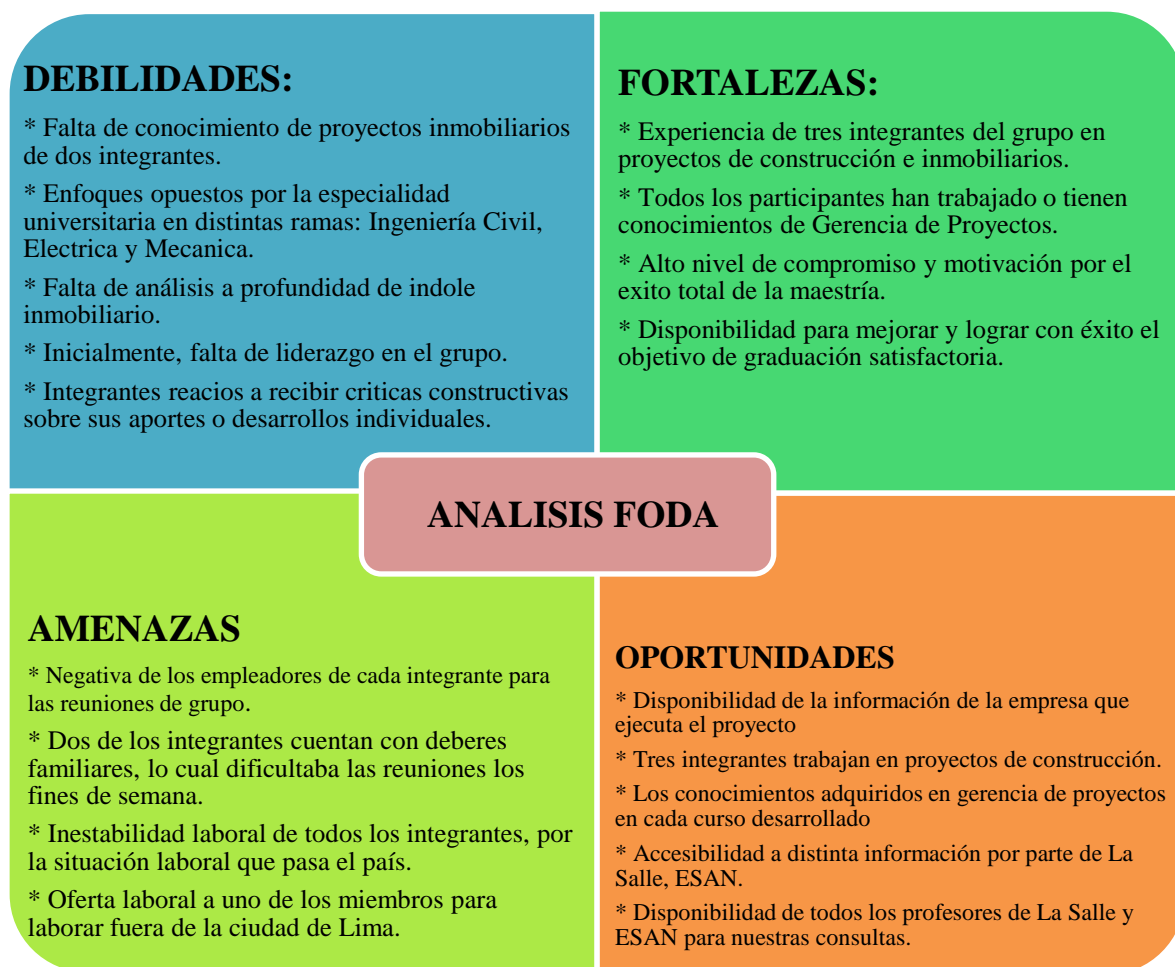 DEBILIDADES:
* Falta de conocimiento de proyectos inmobiliarios
de dos integrantes.
* Enfoques opuestos por la especialidad
universitaria en distintas ramas: Ingeniería Civil,
Electrica y Mecanica.
* Falta de análisis a profundidad de indole
inmobiliario.
* Inicialmente, falta de liderazgo en el grupo.
* Integrantes reacios a recibir criticas constructivas
sobre sus aportes o desarrollos individuales.
FORTALEZAS:
* Experiencia de tres integrantes del grupo en
proyectos de construcción e inmobiliarios.
* Todos los participantes han trabajado o tienen
conocimientos de Gerencia de Proyectos.
* Alto nivel de compromiso y motivación por el
exito total de la maestría.
* Disponibilidad para mejorar y lograr con éxito el
objetivo de graduación satisfactoria.
ANALISIS FODA
AMENAZAS
* Negativa de los empleadores de cada integrante para
las reuniones de grupo.
* Dos de los integrantes cuentan con deberes
familiares, lo cual dificultaba las reuniones los
fines de semana.
* Inestabilidad laboral de todos los integrantes, por
la situación laboral que pasa el país.
* Oferta laboral a uno de los miembros para
laborar fuera de la ciudad de Lima.
OPORTUNIDADES
* Disponibilidad de la información de la empresa que
ejecuta el proyecto
* Tres integrantes trabajan en proyectos de construcción.
* Los conocimientos adquiridos en gerencia de proyectos
en cada curso desarrollado
* Accesibilidad a distinta información por parte de La
Salle, ESAN.
* Disponibilidad de todos los profesores de La Salle y
ESAN para nuestras consultas.